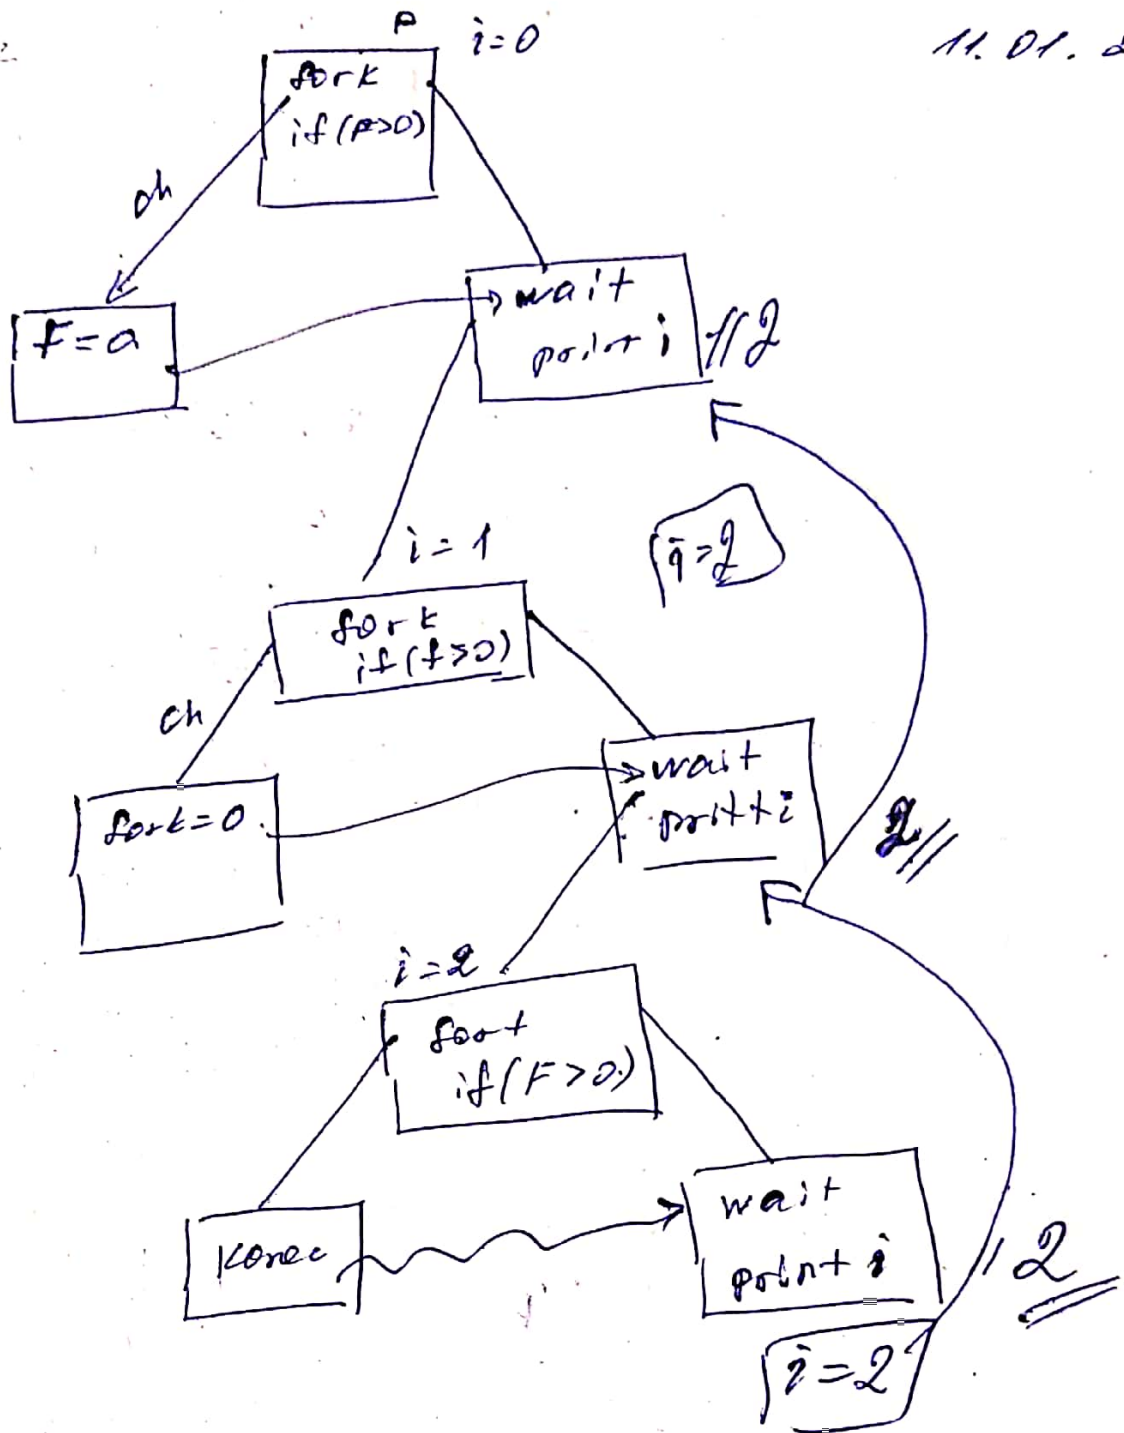 P i=0
11.01.
fork
if(P>0)
ch
wait
print i //2
F=0
i=1
i=2
fork
if(f>0)
ch
wait
print i
fork=0
2//
i=2
fort
if(F>0)
wait
print i
Konec
//2
i=2